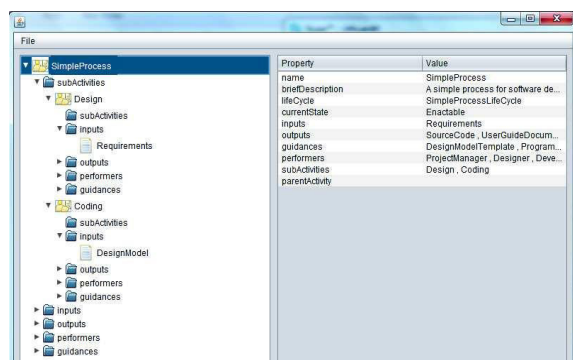 File
SimpleProcess
subActivities
Design
subActivities
inputs
Requirements
outputs
performers
guidances
Coding
subActivities
inputs
DesignModel
outputs
performers
guidances
inputs
outputs
performers
guidances
Property Value
name SimpleProcess
briefDescription A simple process for software de...
lifeCycle SimpleProcessLifeCycle
currentState Enactable
inputs Requirements
outputs SourceCode , UserGuideDocum...
guidances DesignModelTemplate , Program...
performers ProjectManager , Designer , Deve...
subActivities Design , Coding
parentActivity